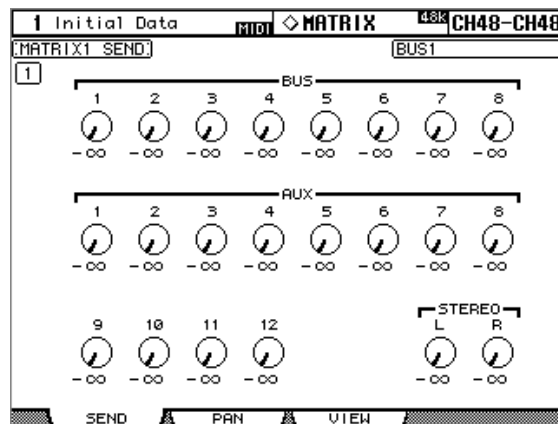 1 Initial Data MIDI ◇MATRIX 48k CH48-CH48
MATRIX1 SEND BUS1
1
BUS
1 2 3 4 5 6 7 8
-∞ -∞ -∞ -∞ -∞ -∞ -∞ -∞
AUX
1 2 3 4 5 6 7 8
-∞ -∞ -∞ -∞ -∞ -∞ -∞ -∞
STEREO
9 10 11 12 L R
-∞ -∞ -∞ -∞ -∞ -∞
SEND PAN VIEW